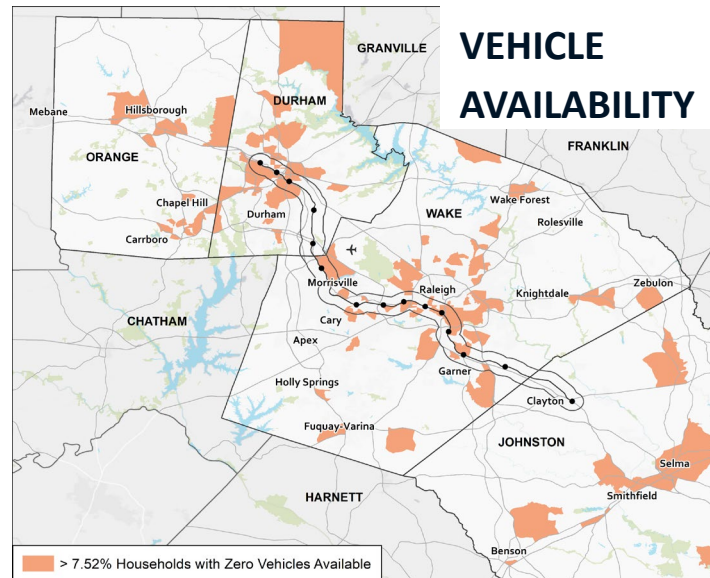 VEHICLE
AVAILABILITY
GRANVILLE
DURHAM
Mebane
Hillsborough
FRANKLIN
ORANGE
Chapel Hill
Wake Forest
Durham
WAKE
Rolesville
Carrboro
Morrisville
Raleigh
Knightdale
Zebulon
CHATHAM
Cary
Apex
Garner
Holly Springs
Clayton
Fuquay-Varina
JOHNSTON
Selma
HARNETT
Smithfield
Benson
> 7.52% Households with Zero Vehicles Available